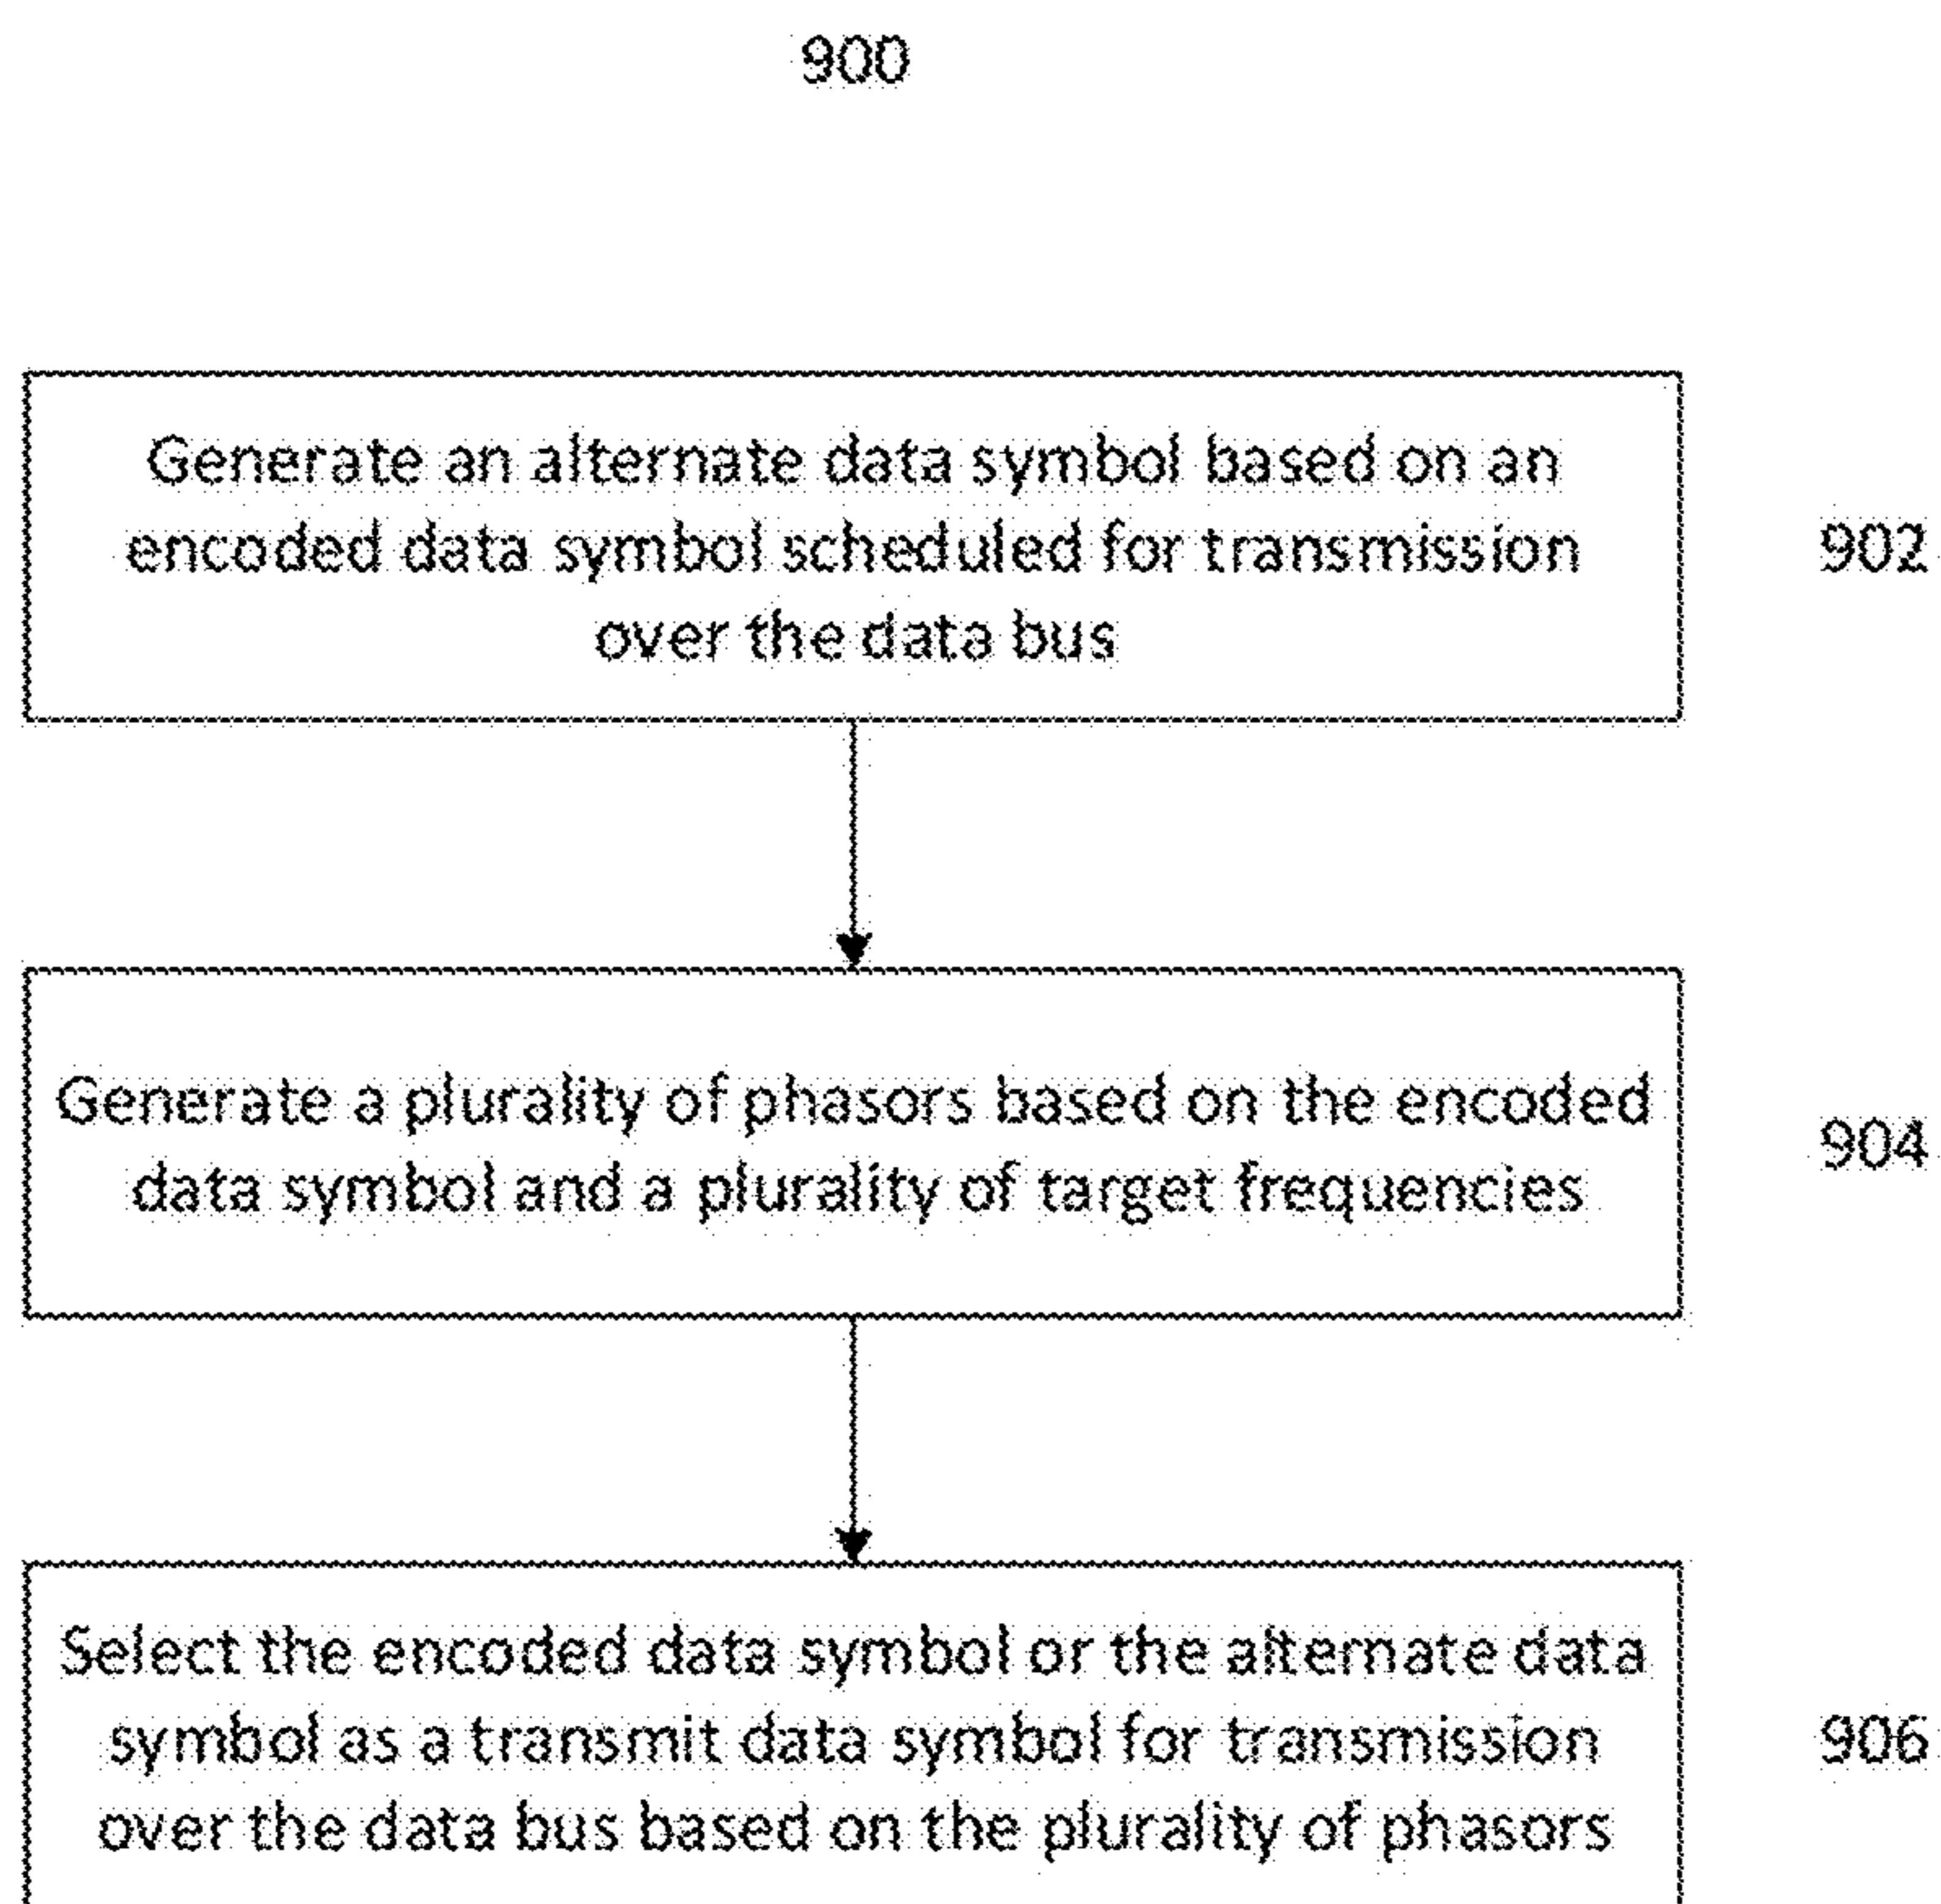 900
Generate an alternate data symbol based on an
encoded data symbol scheduled for transmission
over the data bus
902
Generate a plurality of phasors based on the encoded
data symbol and a plurality of target frequencies
904
Select the encoded data symbol or the alternate data
symbol as a transmit data symbol for transmission
over the data bus based on the plurality of phasors
906